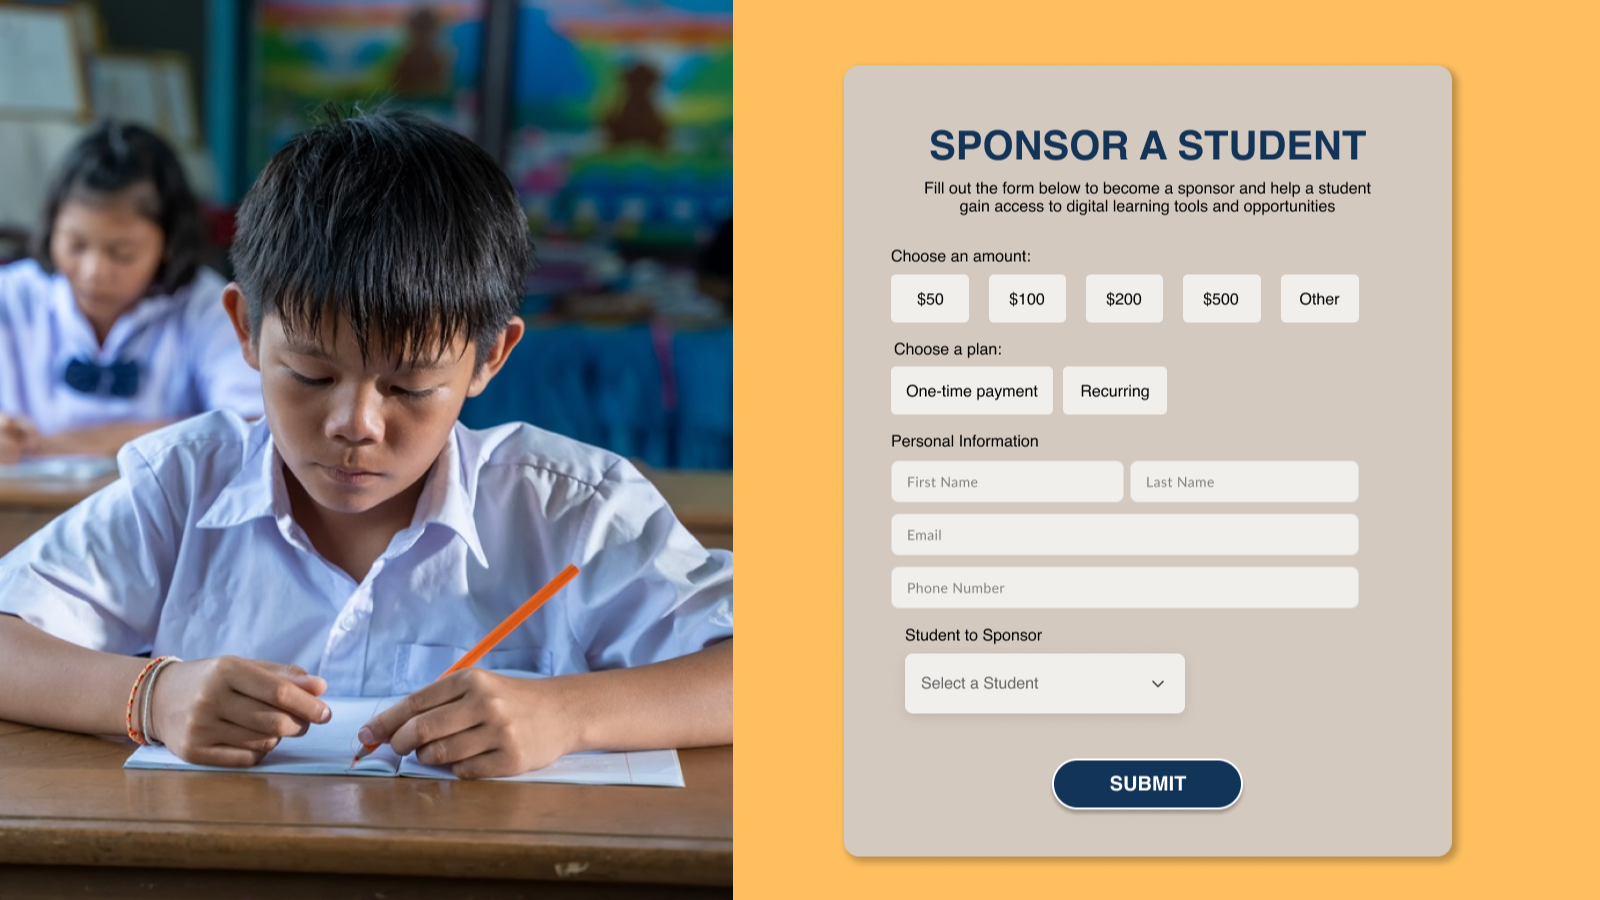 SPONSOR A STUDENT
Fill out the form below to become a sponsor and help a student
gain access to digital learning tools and opportunities
Choose an amount:
$50 $100 $200 $500 Other
Choose a plan:
One-time payment Recurring
Personal Information
First Name Last Name
Email
Phone Number
Student to Sponsor
Select a Student
SUBMIT